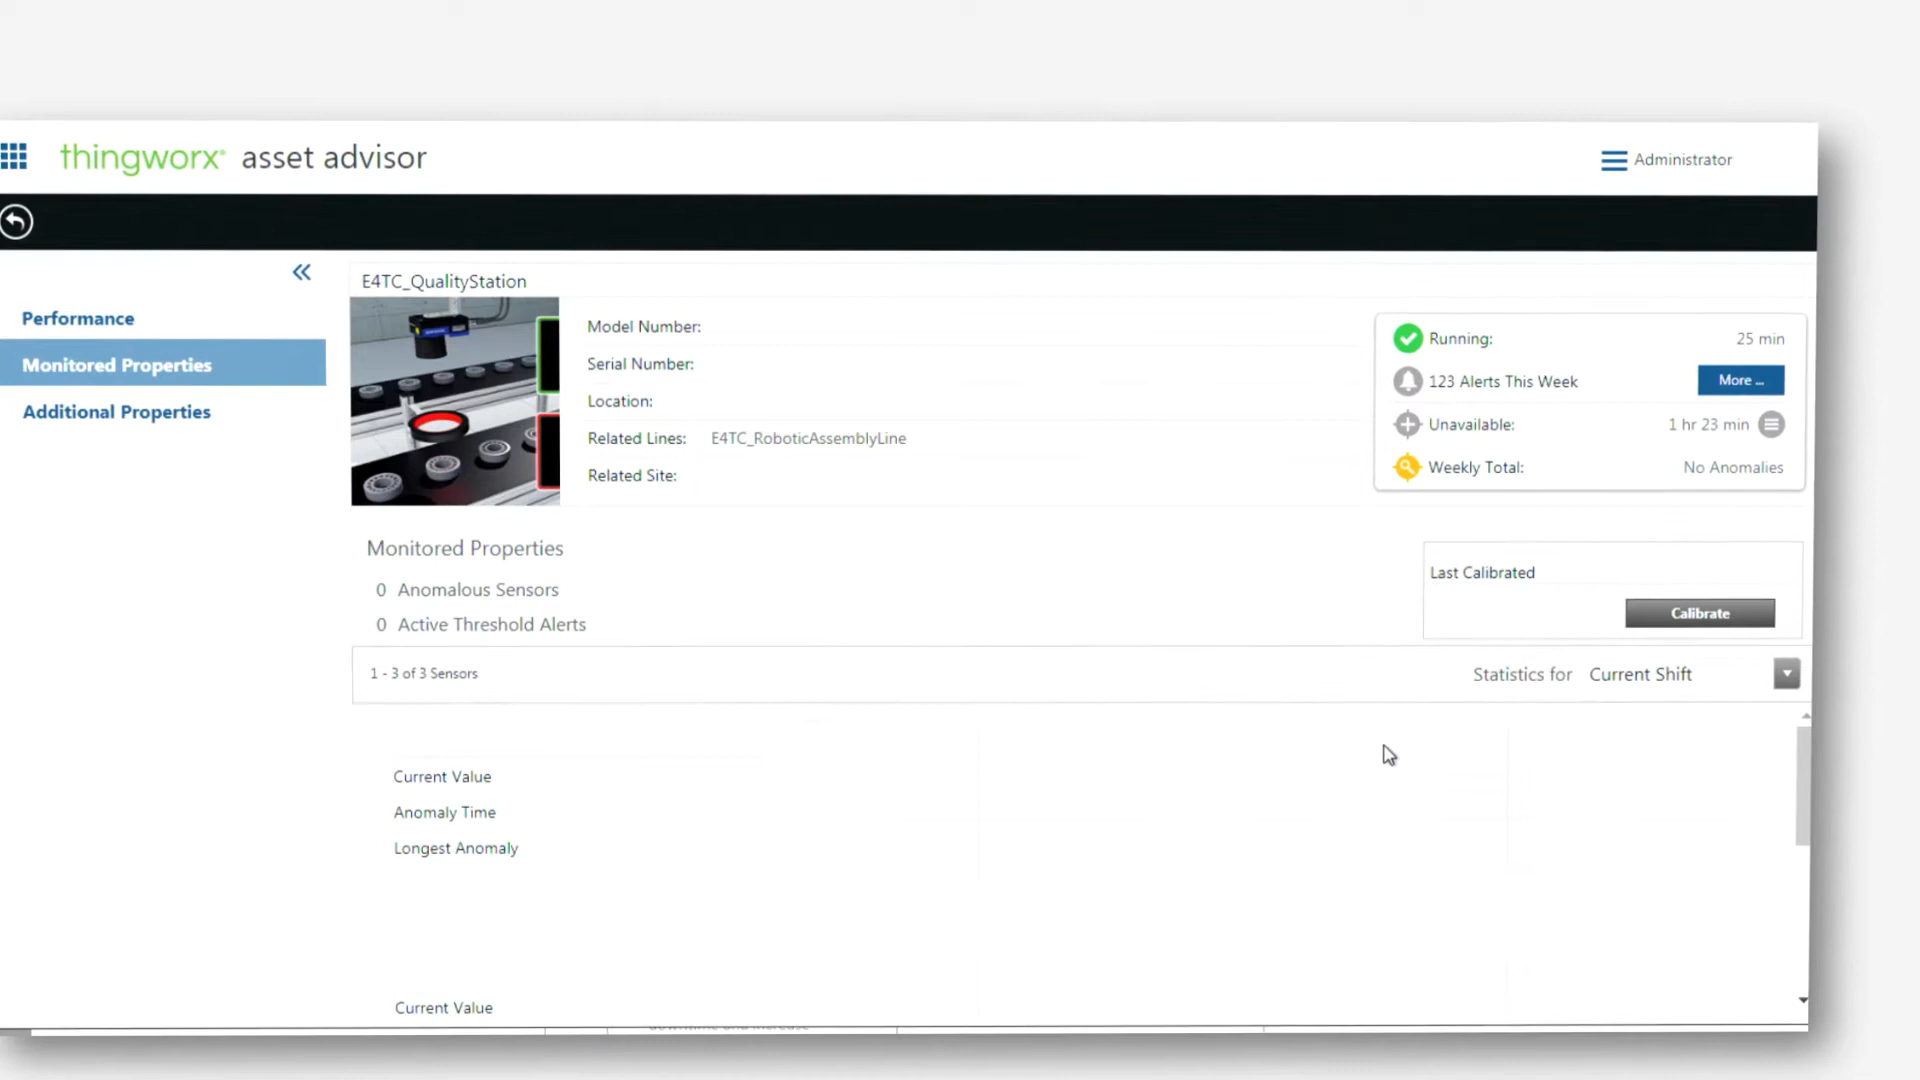 thingworx® asset advisor
Administrator
E4TC_QualityStation
Performance
Monitored Properties
Additional Properties
Model Number:
Serial Number:
Location:
Related Lines: E4TC_RoboticAssemblyLine
Related Site:
Running: 25 min
123 Alerts This Week More ...
Unavailable: 1 hr 23 min
Weekly Total: No Anomalies
Monitored Properties
0 Anomalous Sensors
0 Active Threshold Alerts
Last Calibrated
Calibrate
1 - 3 of 3 Sensors
Statistics for Current Shift
Current Value
Anomaly Time
Longest Anomaly
Current Value